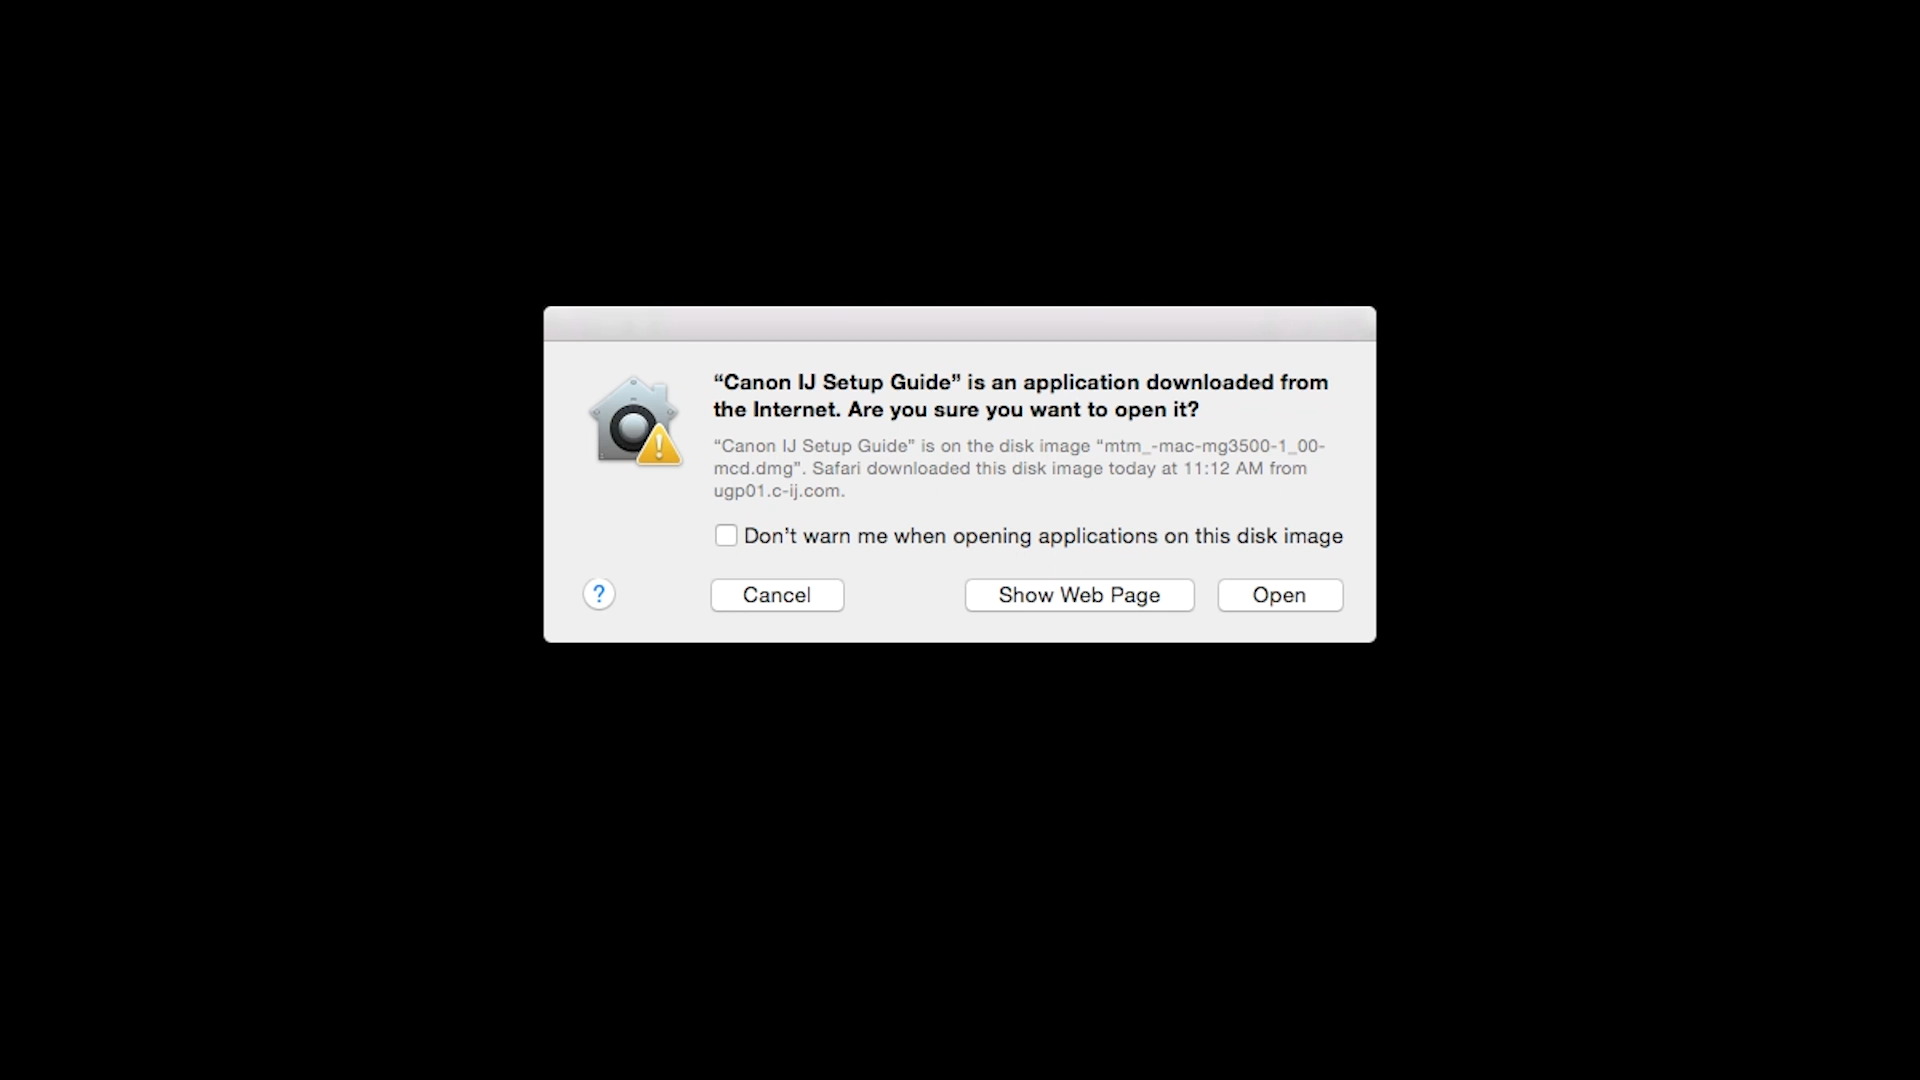 “Canon IJ Setup Guide” is an application downloaded from
the Internet. Are you sure you want to open it?
“Canon IJ Setup Guide” is on the disk image “mtm_-mac-mg3500-1_00-
mcd.dmg”. Safari downloaded this disk image today at 11:12 AM from
ugp01.c-ij.com.
Don’t warn me when opening applications on this disk image
? Cancel Show Web Page Open